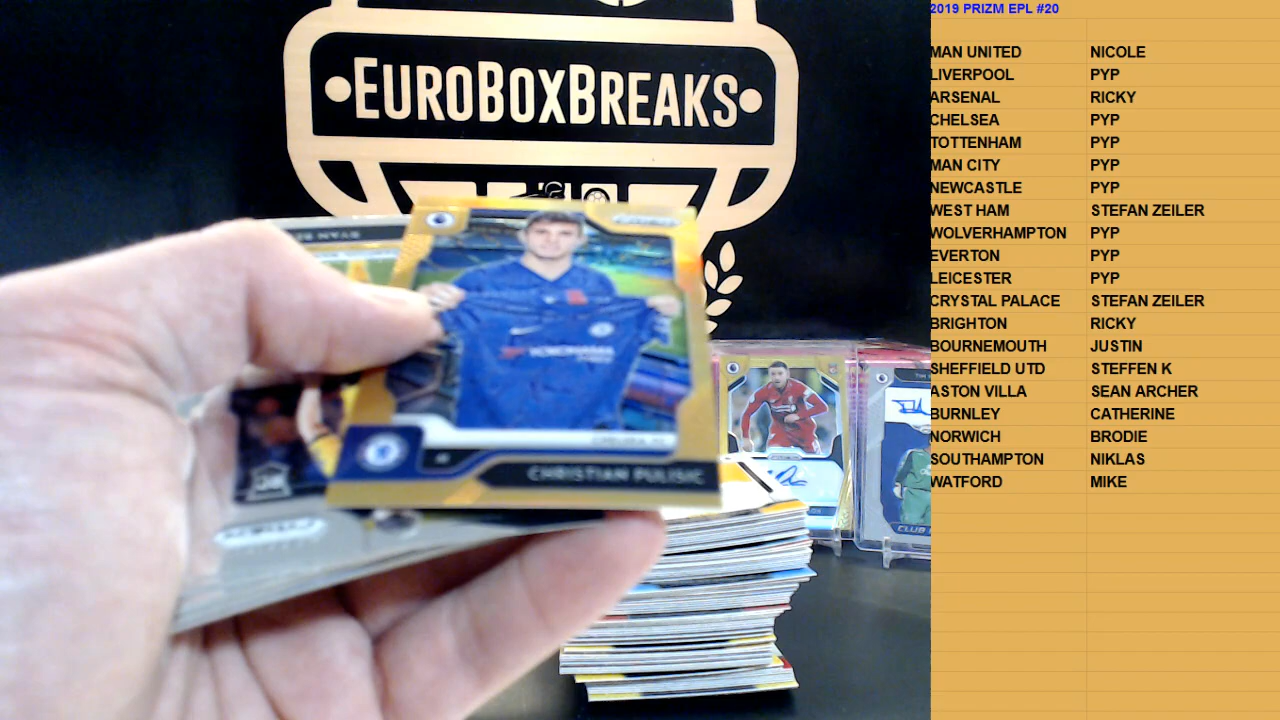 EUROBOXBREAKS
CHRISTIAN PULISIC
2019 PRIZM EPL #20
MAN UNITED NICOLE
LIVERPOOL PYP
ARSENAL RICKY
CHELSEA PYP
TOTTENHAM PYP
MAN CITY PYP
NEWCASTLE PYP
WEST HAM STEFAN ZEILER
WOLVERHAMPTON PYP
EVERTON PYP
LEICESTER PYP
CRYSTAL PALACE STEFAN ZEILER
BRIGHTON RICKY
BOURNEMOUTH JUSTIN
SHEFFIELD UTD STEFFEN K
ASTON VILLA SEAN ARCHER
BURNLEY CATHERINE
NORWICH BRODIE
SOUTHAMPTON NIKLAS
WATFORD MIKE